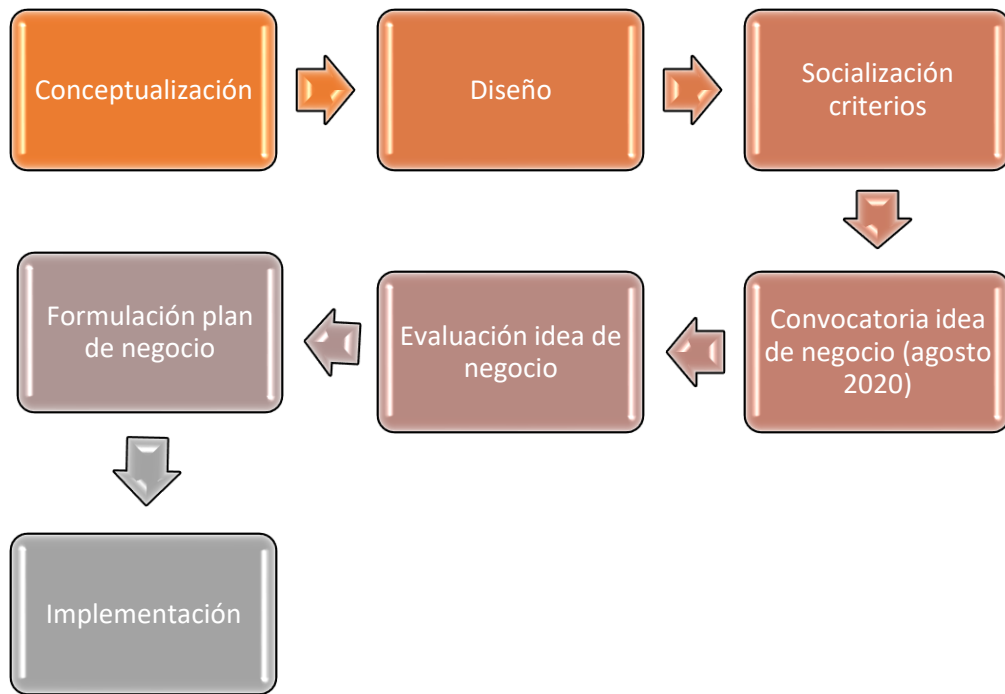 Conceptualización
Diseño
Socialización
criterios
Convocatoria idea
de negocio (agosto
2020)
Evaluación idea de
negocio
Formulación plan
de negocio
Implementación